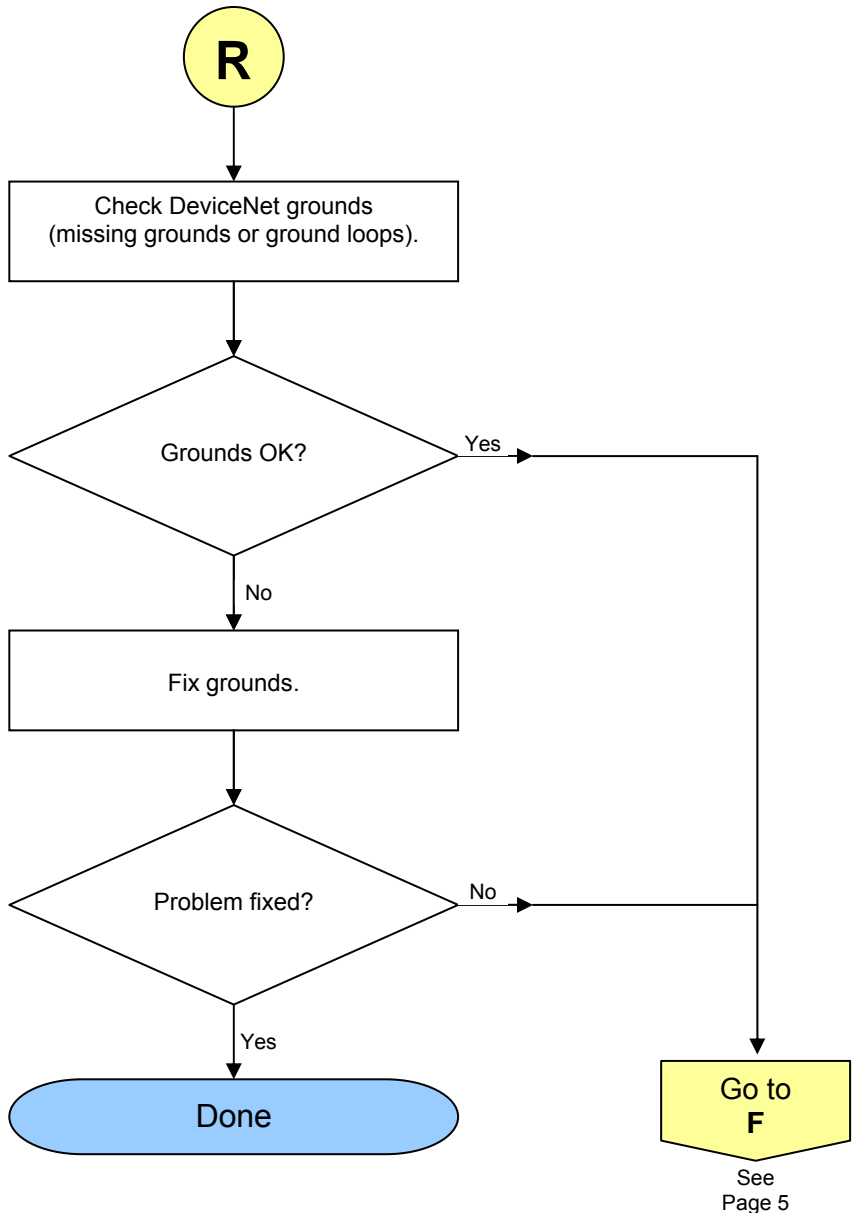 R
Check DeviceNet grounds
(missing grounds or ground loops).
Grounds OK?
Yes
No
Fix grounds.
Problem fixed?
No
Yes
Done
Go to
F
See
Page 5